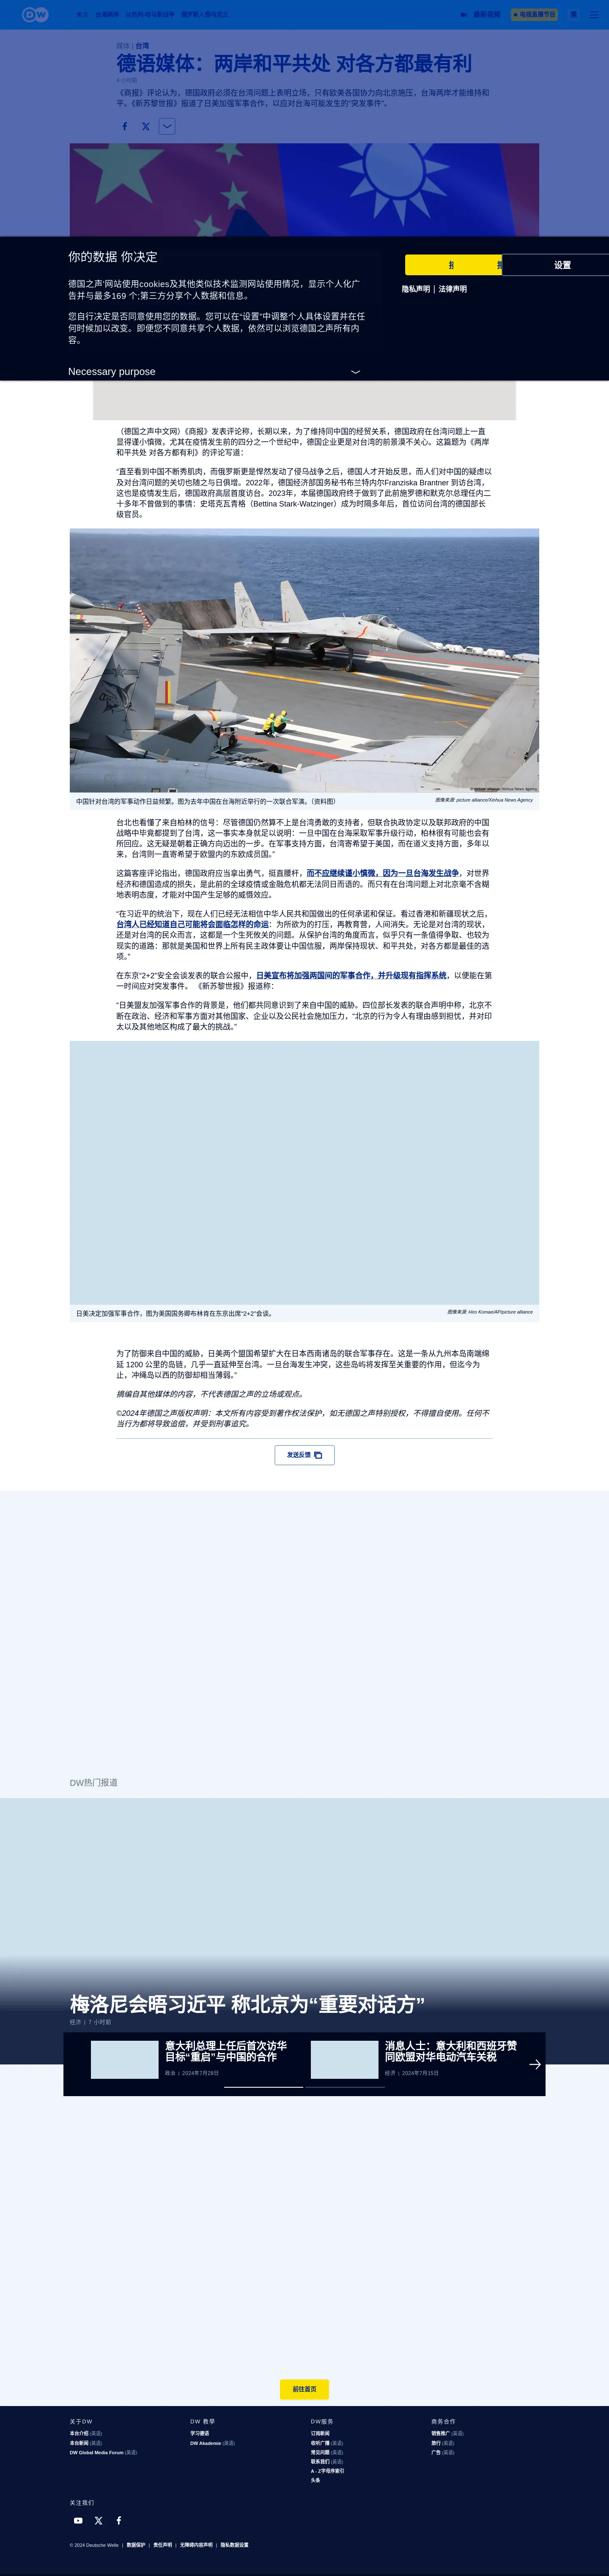 DW
台海两岸
以色列/哈马斯战争
俄罗斯入侵乌克兰
最新视频
电视直播节目
媒体 | 台湾
德语媒体：两岸和平共处 对各方都最有利
《商报》评论认为，德国政府必须在台湾问题上表明立场，只有欧美各国协力向北京施压，台海两岸才能维持和
平。《新苏黎世报》报道了日美加强军事合作，以应对台海可能发生的"突发事件"。
你的数据 你决定
德国之声'网站使用cookies及其他类似技术监测网站使用情况，显示个人化广
告并与最多169 个;第三方分享个人数据和信息。
您自行决定是否同意使用您的数据。您可以在“设置”中调整个人具体设置并在任
何时候加以改变。即便您不同意共享个人数据，依然可以浏览德国之声所有内
容。
Necessary purpose
设置
隐私声明 | 法律声明
（德国之声中文网）《商报》发表评论称，长期以来，为了维持同中国的经贸关系，德国政府在台湾问题上一直
显得谨小慎微，尤其在疫情发生前的四分之一个世纪中，德国企业更是对台湾的前景漠不关心。这篇题为《两岸
和平共处 对各方都有利》的评论写道：
“直至看到中国不断秀肌肉，而俄罗斯更是悍然发动了侵乌战争之后，德国人才开始反思，而人们对中国的疑虑以
及对台湾问题的关切也随之与日俱增。2022年，德国经济部国务秘书布兰特内尔Franziska Brantner 到访台湾，
这也是疫情发生后，德国政府高层首度访台。2023年，本届德国政府终于做到了此前施罗德和默克尔总理任内二
十多年不曾做到的事情：史塔克瓦青格（Bettina Stark-Watzinger）成为时隔多年后，首位访问台湾的德国部长
级官员。
© picture alliance/Xinhua News Agency
中国针对台湾的军事动作日益频繁。图为去年中国在台海附近举行的一次联合军演。（资料图）
图像来源: picture alliance/Xinhua News Agency
台北也看懂了来自柏林的信号：尽管德国仍然算不上是台湾勇敢的支持者，但联合执政协定以及联邦政府的中国
战略中毕竟都提到了台湾，这一事实本身就足以说明：一旦中国在台海采取军事升级行动，柏林很有可能也会有
所回应。这无疑是朝着正确方向迈出的一步。在军事支持方面，台湾寄希望于美国，而在道义支持方面，多年以
来，台湾则一直寄希望于欧盟内的东欧成员国。”
这篇客座评论指出，德国政府应当拿出勇气，挺直腰杆，而不应继续谨小慎微，因为一旦台海发生战争，对世界
经济和德国造成的损失，是此前的全球疫情或金融危机都无法同日而语的。而只有在台湾问题上对北京毫不含糊
地表明态度，才能对中国产生足够的威慑效应。
“在习近平的统治下，现在人们已经无法相信中华人民共和国做出的任何承诺和保证。看过香港和新疆现状之后，
台湾人已经知道自己可能将会面临怎样的命运：为所欲为的打压，再教育营，人间消失。无论是对台湾的现状，
还是对台湾的民众而言，这都是一个生死攸关的问题。从保护台湾的角度而言，似乎只有一条值得争取、也较为
现实的道路：那就是美国和世界上所有民主政体要让中国信服，两岸保持现状、和平共处，对各方都是最佳的选
项。”
在东京“2+2”安全会谈发表的联合公报中，日美宣布将加强两国间的军事合作，并升级现有指挥系统，以便能在第
一时间应对突发事件。《新苏黎世报》报道称：
“日美盟友加强军事合作的背景是，他们都共同意识到了来自中国的威胁。四位部长发表的联合声明中称，北京不
断在政治、经济和军事方面对其他国家、企业以及公民社会施加压力，“北京的行为令人有理由感到担忧，并对印
太以及其他地区构成了最大的挑战。”
日美决定加强军事合作，图为美国国务卿布林肯在东京出席“2+2”会谈。
图像来源: Hiro Komae/AP/picture alliance
为了防御来自中国的威胁，日美两个盟国希望扩大在日本西南诸岛的联合军事存在。这是一条从九州本岛南端绵
延 1200 公里的岛链，几乎一直延伸至台湾。一旦台海发生冲突，这些岛屿将发挥至关重要的作用，但迄今为
止，冲绳岛以西的防御却相当薄弱。”
摘编自其他媒体的内容，不代表德国之声的立场或观点。
©2024年德国之声版权声明：本文所有内容受到著作权法保护，如无德国之声特别授权，不得擅自使用。任何不
当行为都将导致追偿，并受到刑事追究。
发送反馈
DW热门报道
梅洛尼会晤习近平 称北京为“重要对话方”
经济 | 7 小时前
意大利总理上任后首次访华
目标“重启”与中国的合作
政治 | 2024年7月28日
消息人士：意大利和西班牙赞
同欧盟对华电动汽车关税
经济 | 2024年7月15日
前往首页
关于DW
本台介绍 (英语)
本台新闻 (英语)
DW Global Media Forum (英语)
DW 教學
学习德语
DW Akademie (英语)
DW服务
订阅新闻
收听广播 (英语)
常见问题 (英语)
联系我们 (英语)
A - Z字母序索引
头条
商务合作
销售推广 (英语)
旅行 (英语)
广告 (英语)
关注我们
© 2024 Deutsche Welle | 数据保护 | 责任声明 | 无障碍内容声明 | 隐私数据设置